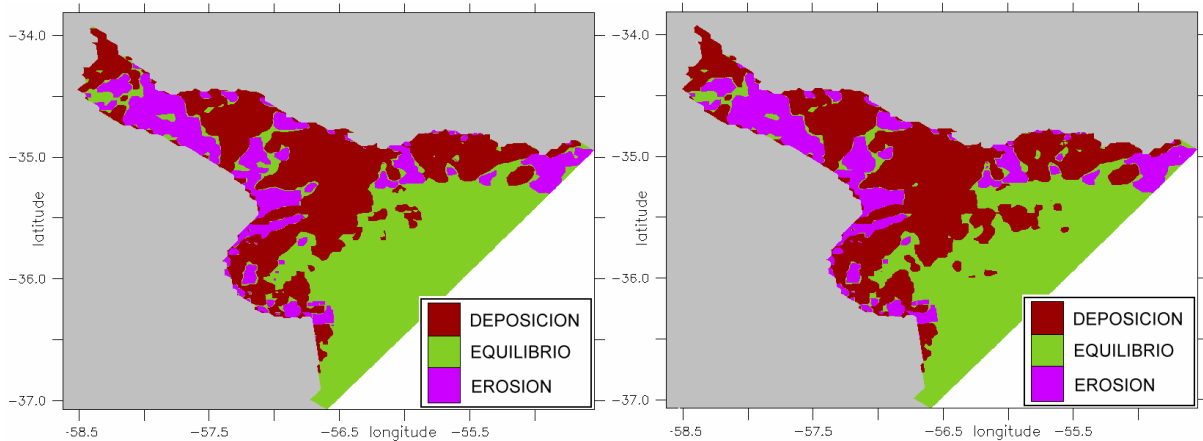 -34.0
-35.0
latitude
-36.0
-37.0
DEPOSICION
EQUILIBRIO
EROSION
-58.5
-57.5
-56.5
longitude
-55.5
-34.0
-35.0
latitude
-36.0
-37.0
DEPOSICION
EQUILIBRIO
EROSION
-58.5
-57.5
-56.5
longitude
-55.5